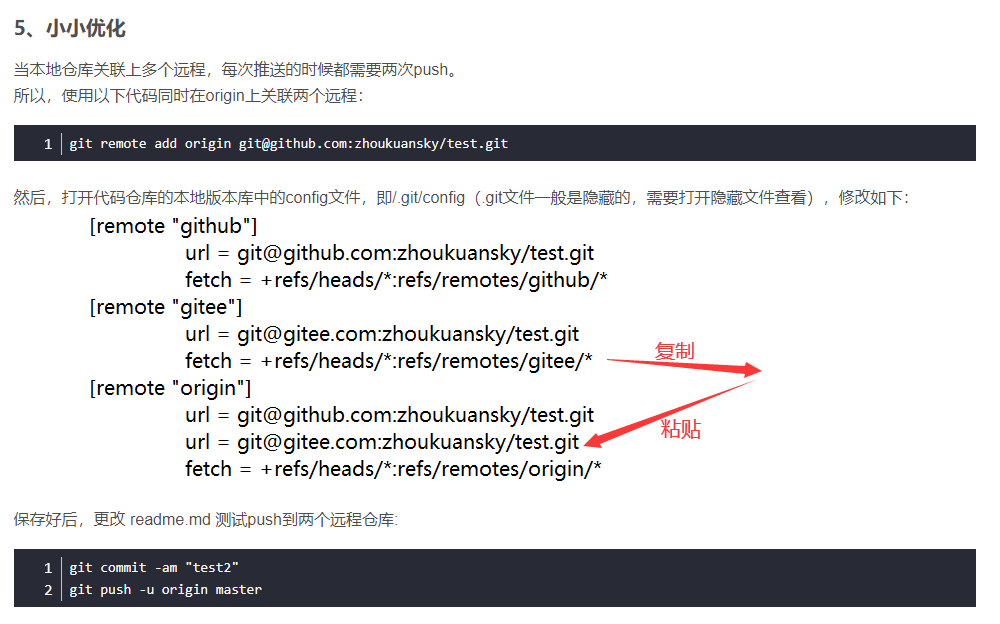 5、小小优化
当本地仓库关联上多个远程，每次推送的时候都需要两次push。
所以，使用以下代码同时在origin上关联两个远程：
1 git remote add origin git@github.com:zhoukuansky/test.git
然后，打开代码仓库的本地版本库中的config文件，即/.git/config（.git文件一般是隐藏的，需要打开隐藏文件查看），修改如下：
[remote "github"]
url = git@github.com:zhoukuansky/test.git
fetch = +refs/heads/*:refs/remotes/github/*
[remote "gitee"]
url = git@gitee.com:zhoukuansky/test.git
fetch = +refs/heads/*:refs/remotes/gitee/*
复制
[remote "origin"]
url = git@github.com:zhoukuansky/test.git
粘贴
url = git@gitee.com:zhoukuansky/test.git
fetch = +refs/heads/*:refs/remotes/origin/*
保存好后，更改 readme.md 测试push到两个远程仓库:
1 git commit -am "test2"
2 git push -u origin master